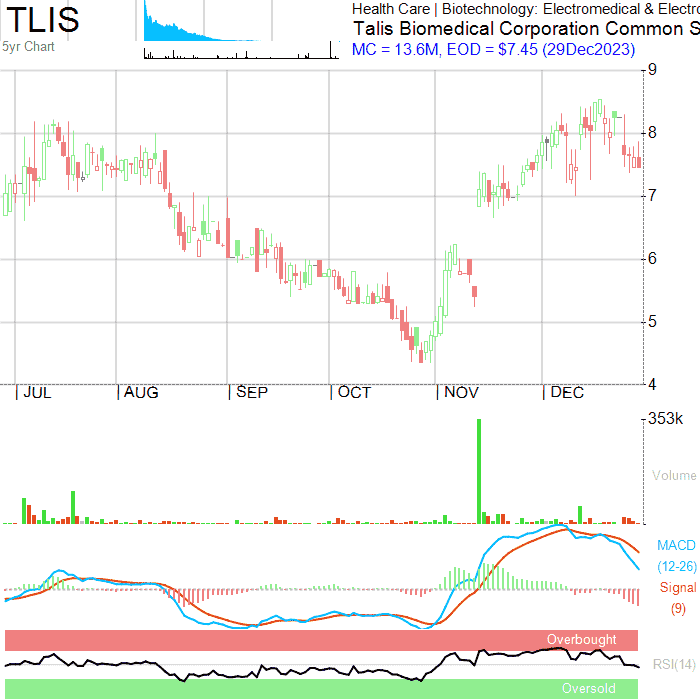 TLIS
5yr Chart
Health Care | Biotechnology: Electromedical & Electro
Talis Biomedical Corporation Common S
MC = 13.6M, EOD = $7.45 (29Dec2023)
9
8
7
6
5
4
| JUL | AUG | SEP | OCT | NOV | DEC
353k
Volume
MACD
(12-26)
Signal
(9)
Overbought
RSI(14)
Oversold